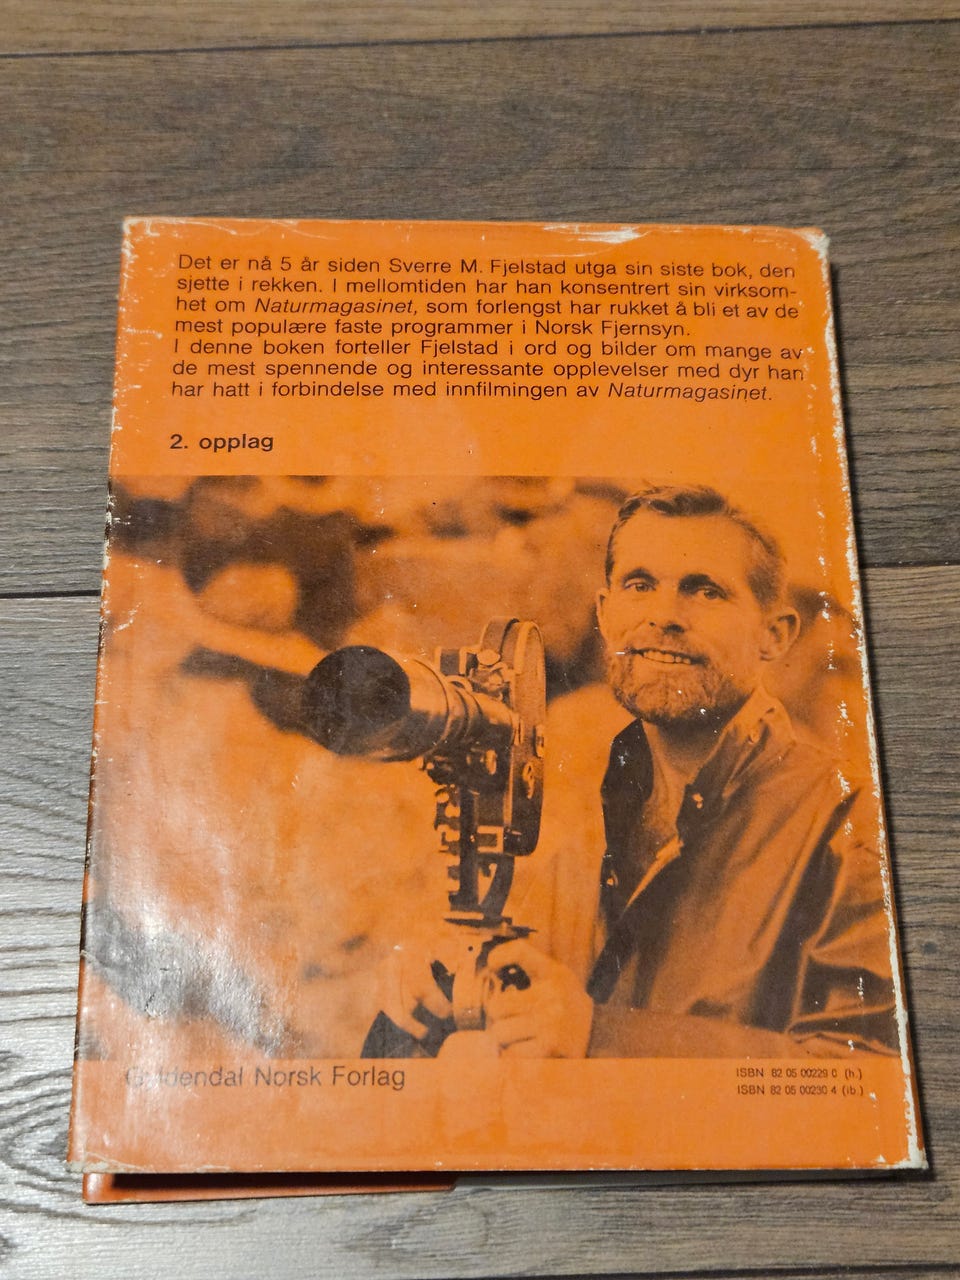 Det er nå 5 år siden Sverre M. Fjelstad utga sin siste bok, den
sjette i rekken. I mellomtiden har han konsentrert sin virksom-
het om Naturmagasinet, som forlengst har rukket å bli et av de
mest populære faste programmer i Norsk Fjernsyn.
I denne boken forteller Fjelstad i ord og bilder om mange av
de mest spennende og interessante opplevelser med dyr han
har hatt i forbindelse med innfilmingen av Naturmagasinet.
2. opplag
Gyldendal Norsk Forlag
ISBN 82 05 00229 0 (h.)
ISBN 82 05 00230 4 (ib.)